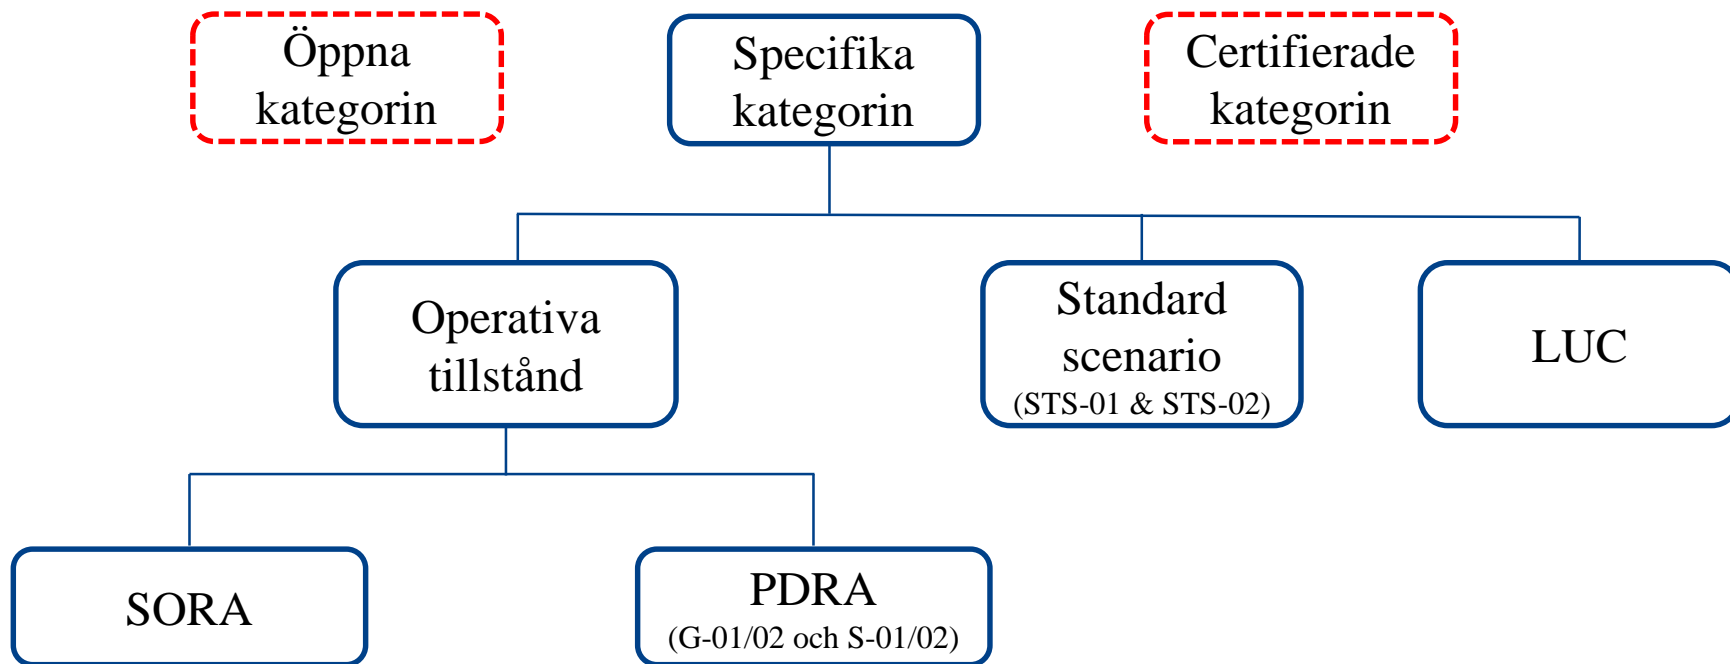 Öppna
kategorin
Specifika
kategorin
Certifierade
kategorin
Operativa
tillstånd
Standard
scenario
(STS-01 & STS-02)
LUC
SORA
PDRA
(G-01/02 och S-01/02)